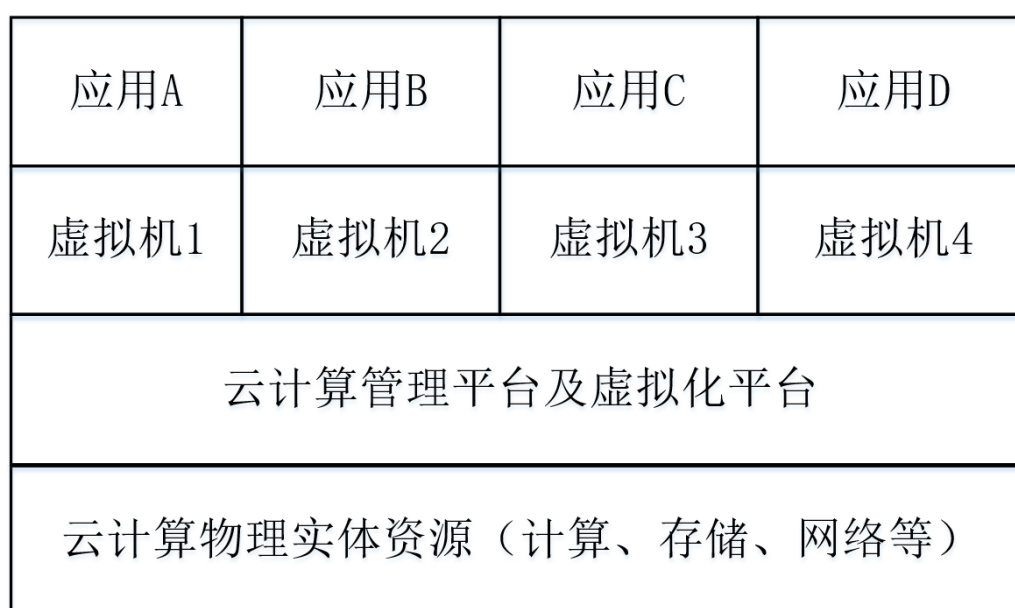 应用A 应用B 应用C 应用D
虚拟机1 虚拟机2 虚拟机3 虚拟机4
云计算管理平台及虚拟化平台
云计算物理实体资源（计算、存储、网络等）